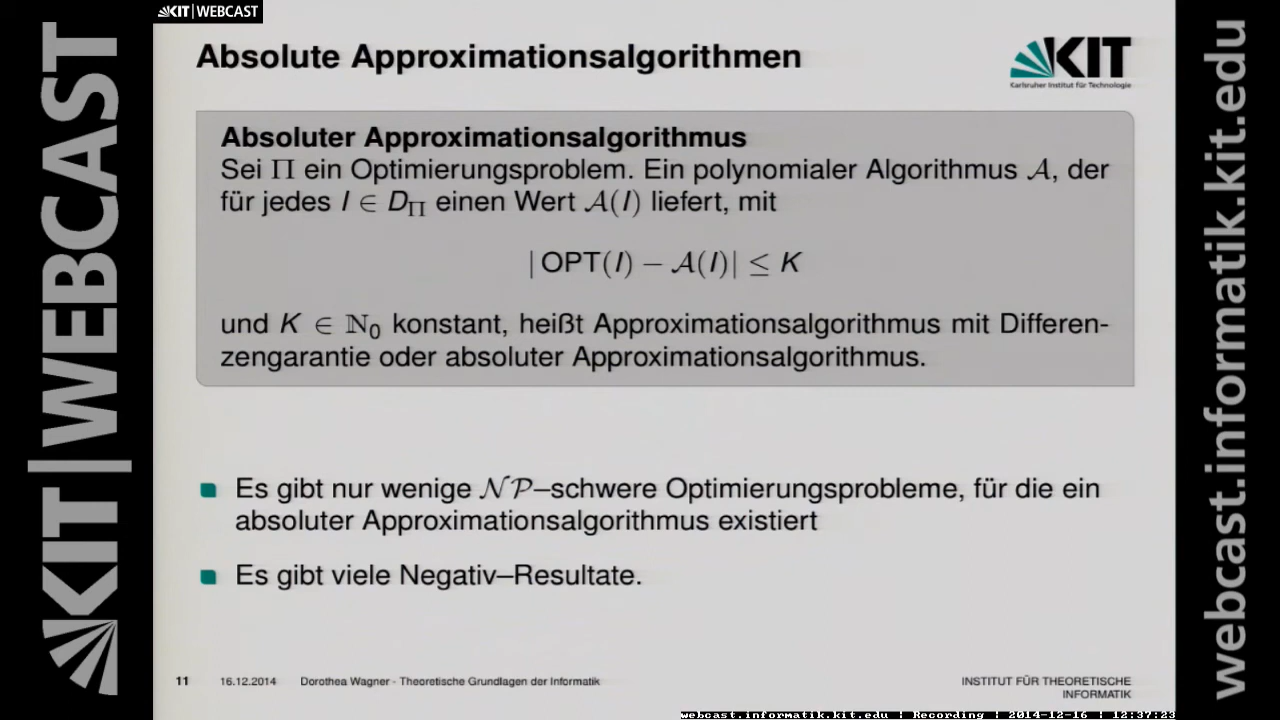 KIT | WEBCAST
KIT|WEBCAST
Absolute Approximationsalgorithmen
KIT
Karlsruher Institut für Technologie
Absoluter Approximationsalgorithmus
Sei Π ein Optimierungsproblem. Ein polynomialer Algorithmus 𝒜, der
für jedes I ∈ D_Π einen Wert 𝒜(I) liefert, mit
| OPT(I) − 𝒜(I)| ≤ K
und K ∈ ℕ₀ konstant, heißt Approximationsalgorithmus mit Differen-
zengarantie oder absoluter Approximationsalgorithmus.
Es gibt nur wenige 𝒩𝒫–schwere Optimierungsprobleme, für die ein
absoluter Approximationsalgorithmus existiert
Es gibt viele Negativ–Resultate.
11 16.12.2014 Dorothea Wagner - Theoretische Grundlagen der Informatik
INSTITUT FÜR THEORETISCHE
INFORMATIK
webcast.informatik.kit.edu
webcast.informatik.kit.edu | Recording | 2014-12-16 | 12:37:23